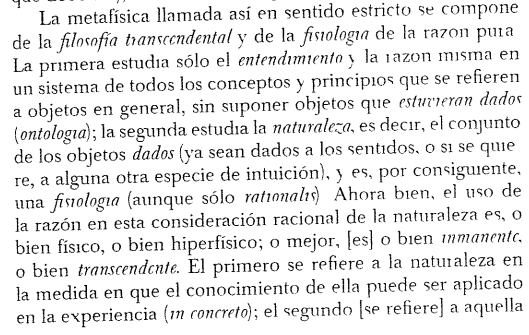 La metafísica llamada así en sentido estricto se compone
de la filosofía transcendental y de la fisiologia de la razon pura
La primera estudia sólo el entendimiento y la razon misma en
un sistema de todos los conceptos y principios que se refieren
a objetos en general, sin suponer objetos que estuvieran dados
(ontologia); la segunda estudia la naturaleza, es decir, el conjunto
de los objetos dados (ya sean dados a los sentidos, o si se quie
re, a alguna otra especie de intuición), y es, por consiguiente,
una fisiologia (aunque sólo rationalis) Ahora bien, el uso de
la razón en esta consideración racional de la naturaleza es, o
bien físico, o bien hiperfísico; o mejor, [es] o bien inmanente,
o bien transcendente. El primero se refiere a la naturaleza en
la medida en que el conocimiento de ella puede ser aplicado
en la experiencia (in concreto); el segundo [se refiere] a aquella